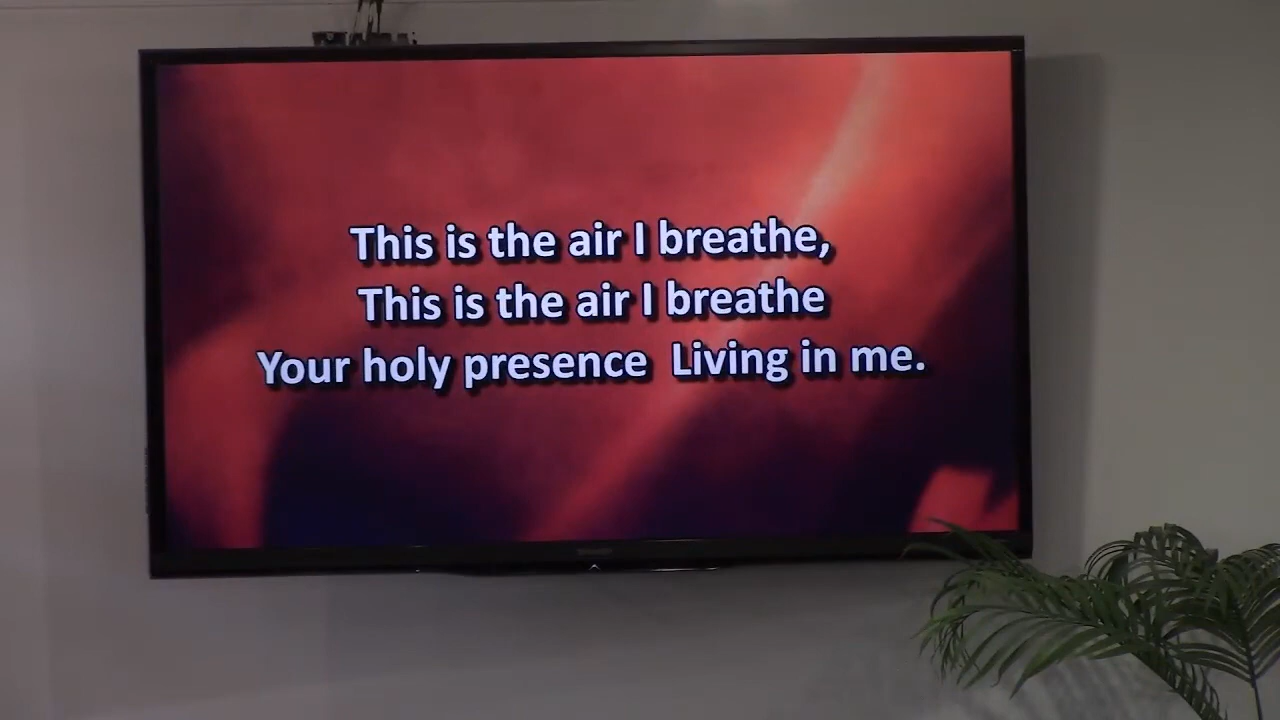 This is the air I breathe,
This is the air I breathe
Your holy presence  Living in me.